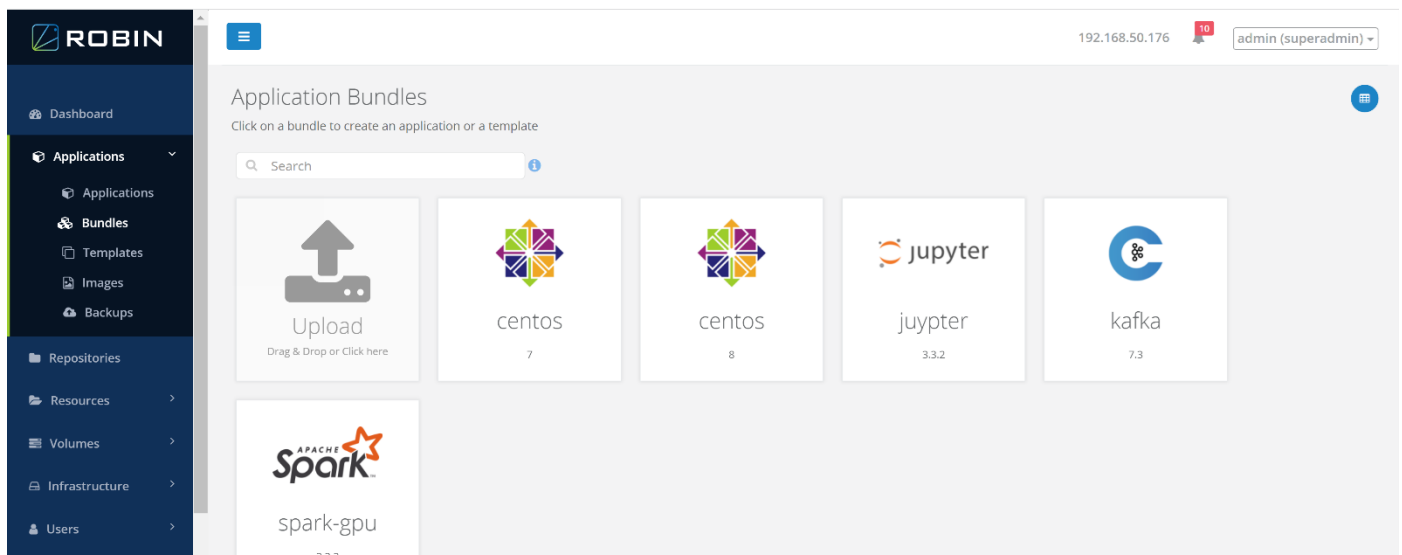 ROBIN
192.168.50.176
10
admin (superadmin)
Dashboard
Applications
Applications
Bundles
Templates
Images
Backups
Repositories
Resources
Volumes
Infrastructure
Users
Application Bundles
Click on a bundle to create an application or a template
Search
Upload
Drag & Drop or Click here
centos
7
centos
8
jupyter
juypter
3.3.2
kafka
7.3
APACHE
Spark
spark-gpu